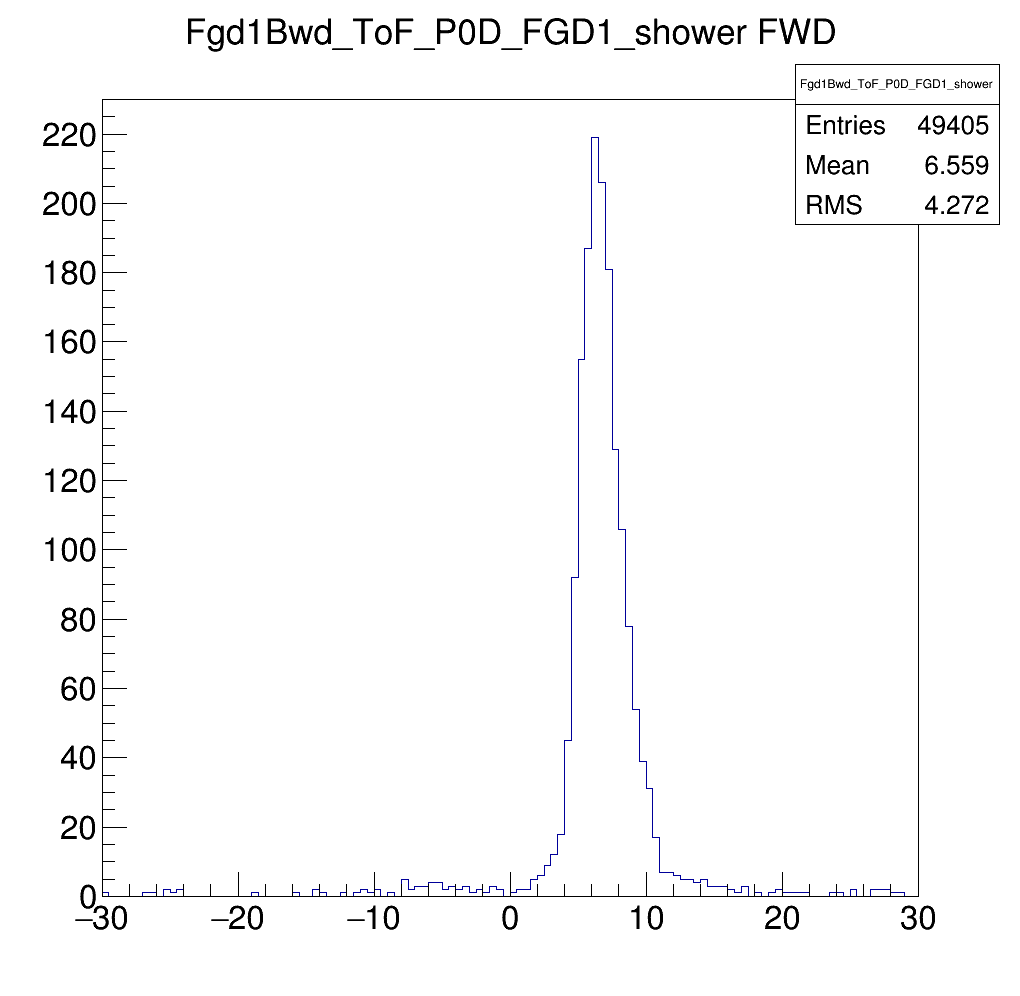 Fgd1Bwd_ToF_P0D_FGD1_shower FWD
Fgd1Bwd_ToF_P0D_FGD1_shower
Entries 49405
Mean 6.559
RMS 4.272
220
200
180
160
140
120
100
80
60
40
20
0
−30 −20 −10 0 10 20 30